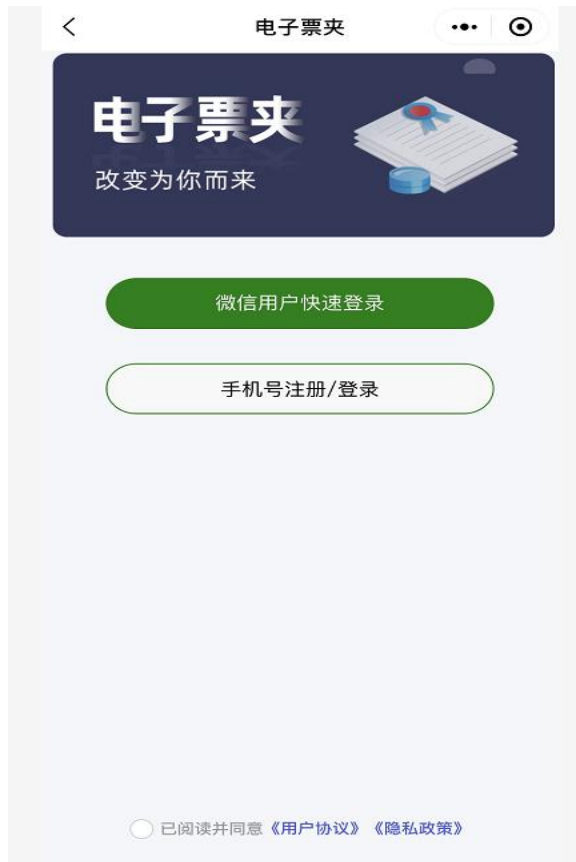 电子票夹
电子票夹
改变为你而来
微信用户快速登录
手机号注册/登录
已阅读并同意《用户协议》《隐私政策》